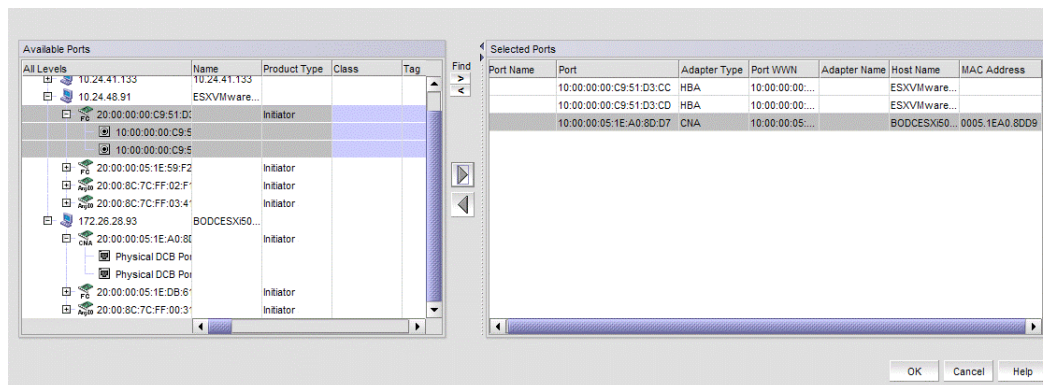 Available Ports
All Levels Name Product Type Class Tag
10.24.41.133 10.24.41.133
10.24.48.91 ESXVMware...
FC 20:00:00:00:C9:51:D3 Initiator
10:00:00:00:C9:5
10:00:00:00:C9:5
FC 20:00:00:05:1E:59:F2 Initiator
AnyIO 20:00:8C:7C:FF:02:F1 Initiator
AnyIO 20:00:8C:7C:FF:03:41 Initiator
172.26.28.93 BODCESXi50...
CNA 20:00:00:05:1E:A0:8D Initiator
Physical DCB Por
Physical DCB Por
FC 20:00:00:05:1E:DB:61 Initiator
AnyIO 20:00:8C:7C:FF:00:31 Initiator
Find
>
<
Selected Ports
Port Name Port Adapter Type Port WWN Adapter Name Host Name MAC Address
10:00:00:00:C9:51:D3:CC HBA 10:00:00:00:... ESXVMware...
10:00:00:00:C9:51:D3:CD HBA 10:00:00:00:... ESXVMware...
10:00:00:05:1E:A0:8D:D7 CNA 10:00:00:05:... BODCESXi50... 0005.1EA0.8DD9
OK Cancel Help